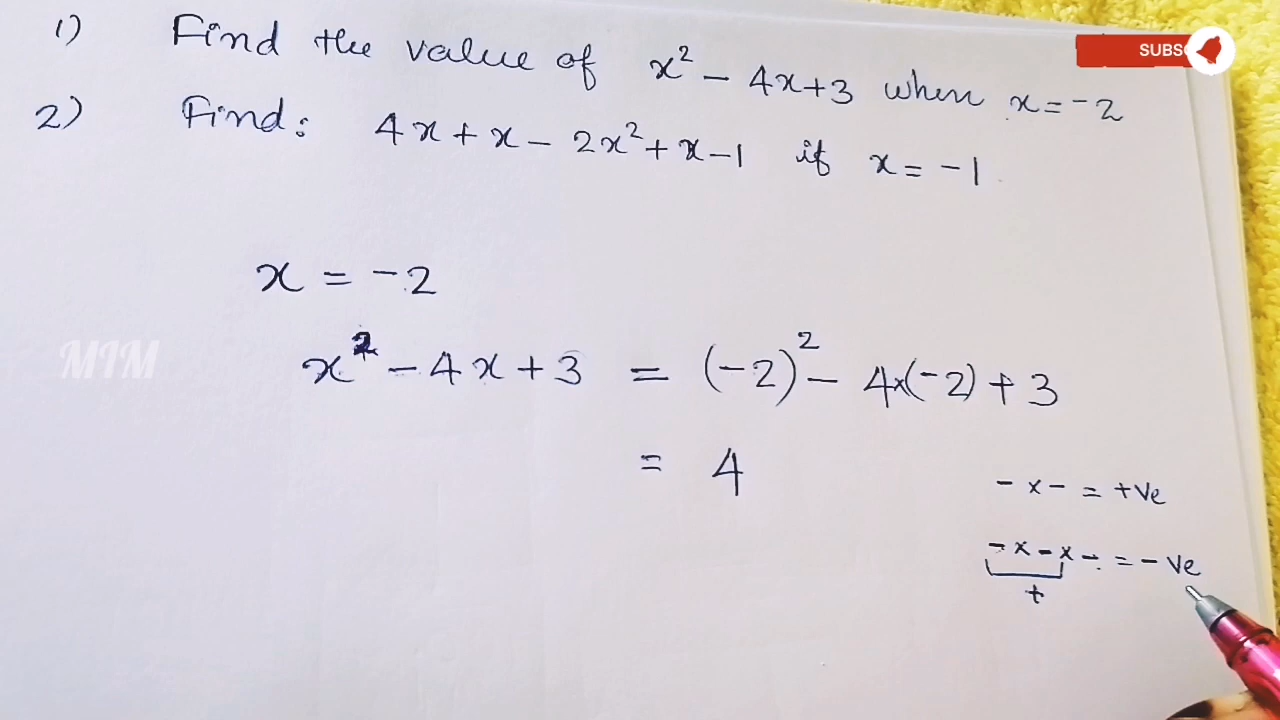 1) Find the value of x² - 4x+3 when x = -2
SUBS
2) Find: 4x + x - 2x² + x - 1 if x = -1
x = -2
MIM
x² - 4x + 3 = (-2)² - 4x(-2) + 3
= 4
- x - = +ve
- x - x - = - ve
+